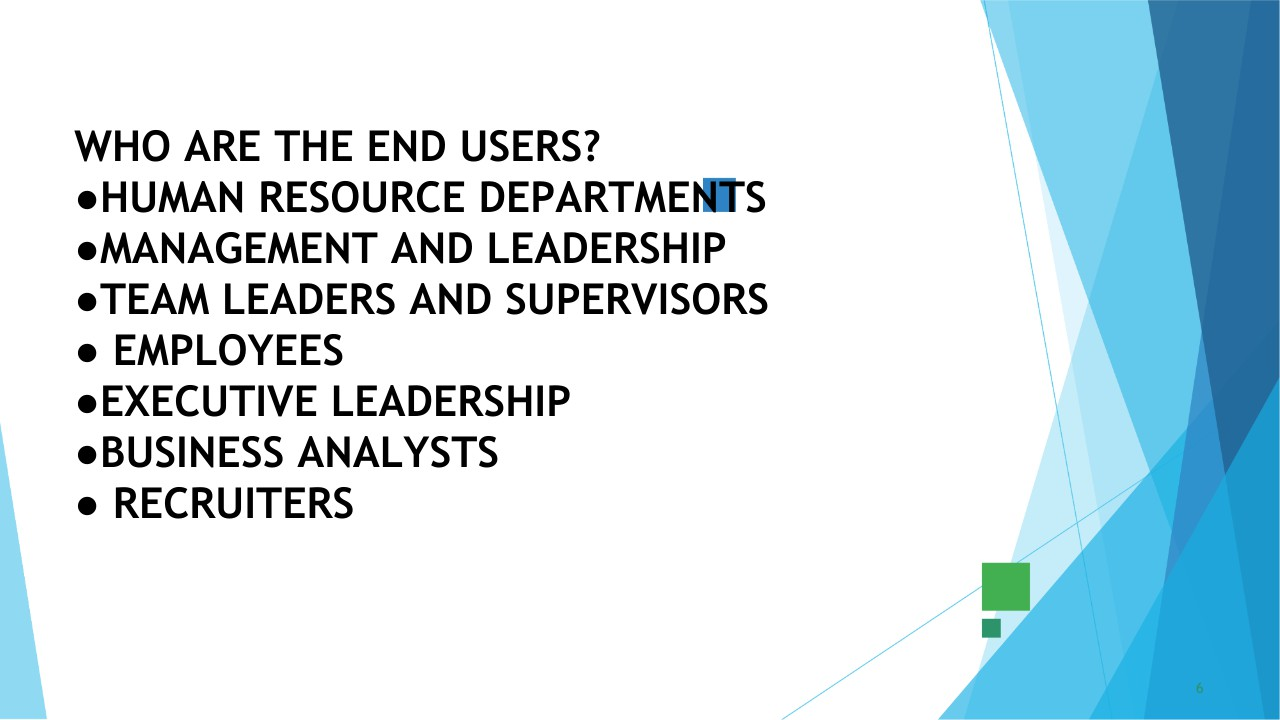 WHO ARE THE END USERS?
●HUMAN RESOURCE DEPARTMENTS
●MANAGEMENT AND LEADERSHIP
●TEAM LEADERS AND SUPERVISORS
● EMPLOYEES
●EXECUTIVE LEADERSHIP
●BUSINESS ANALYSTS
● RECRUITERS
6